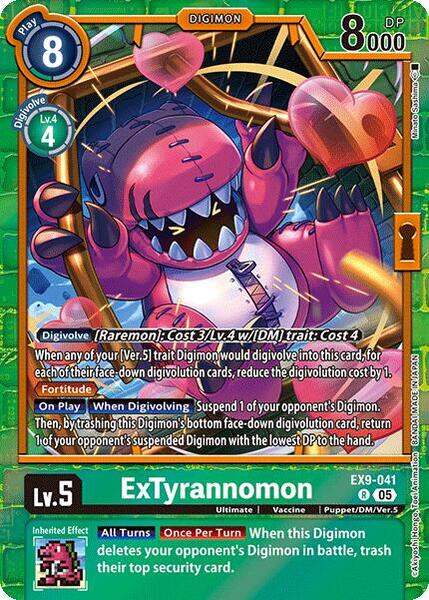 Play
8
DIGIMON
DP
8000
Digivolve
Lv.4
4
Minato Sashima
Digivolve [Raremon]: Cost 3/Lv.4 w/[DM] trait: Cost 4
When any of your [Ver.5] trait Digimon would digivolve into this card, for
each of their face-down digivolution cards, reduce the digivolution cost by 1.
Fortitude
On Play When Digivolving Suspend 1 of your opponent's Digimon.
Then, by trashing this Digimon's bottom face-down digivolution card, return
1 of your opponent's suspended Digimon with the lowest DP to the hand.
Lv.5
ExTyrannomon
EX9-041
R 05
Ultimate | Vaccine | Puppet/DM/Ver.5
Inherited Effect
All Turns Once Per Turn When this Digimon
deletes your opponent's Digimon in battle, trash
their top security card.
©Akiyoshi Hongo, Toei Animation BANDAI MADE IN JAPAN